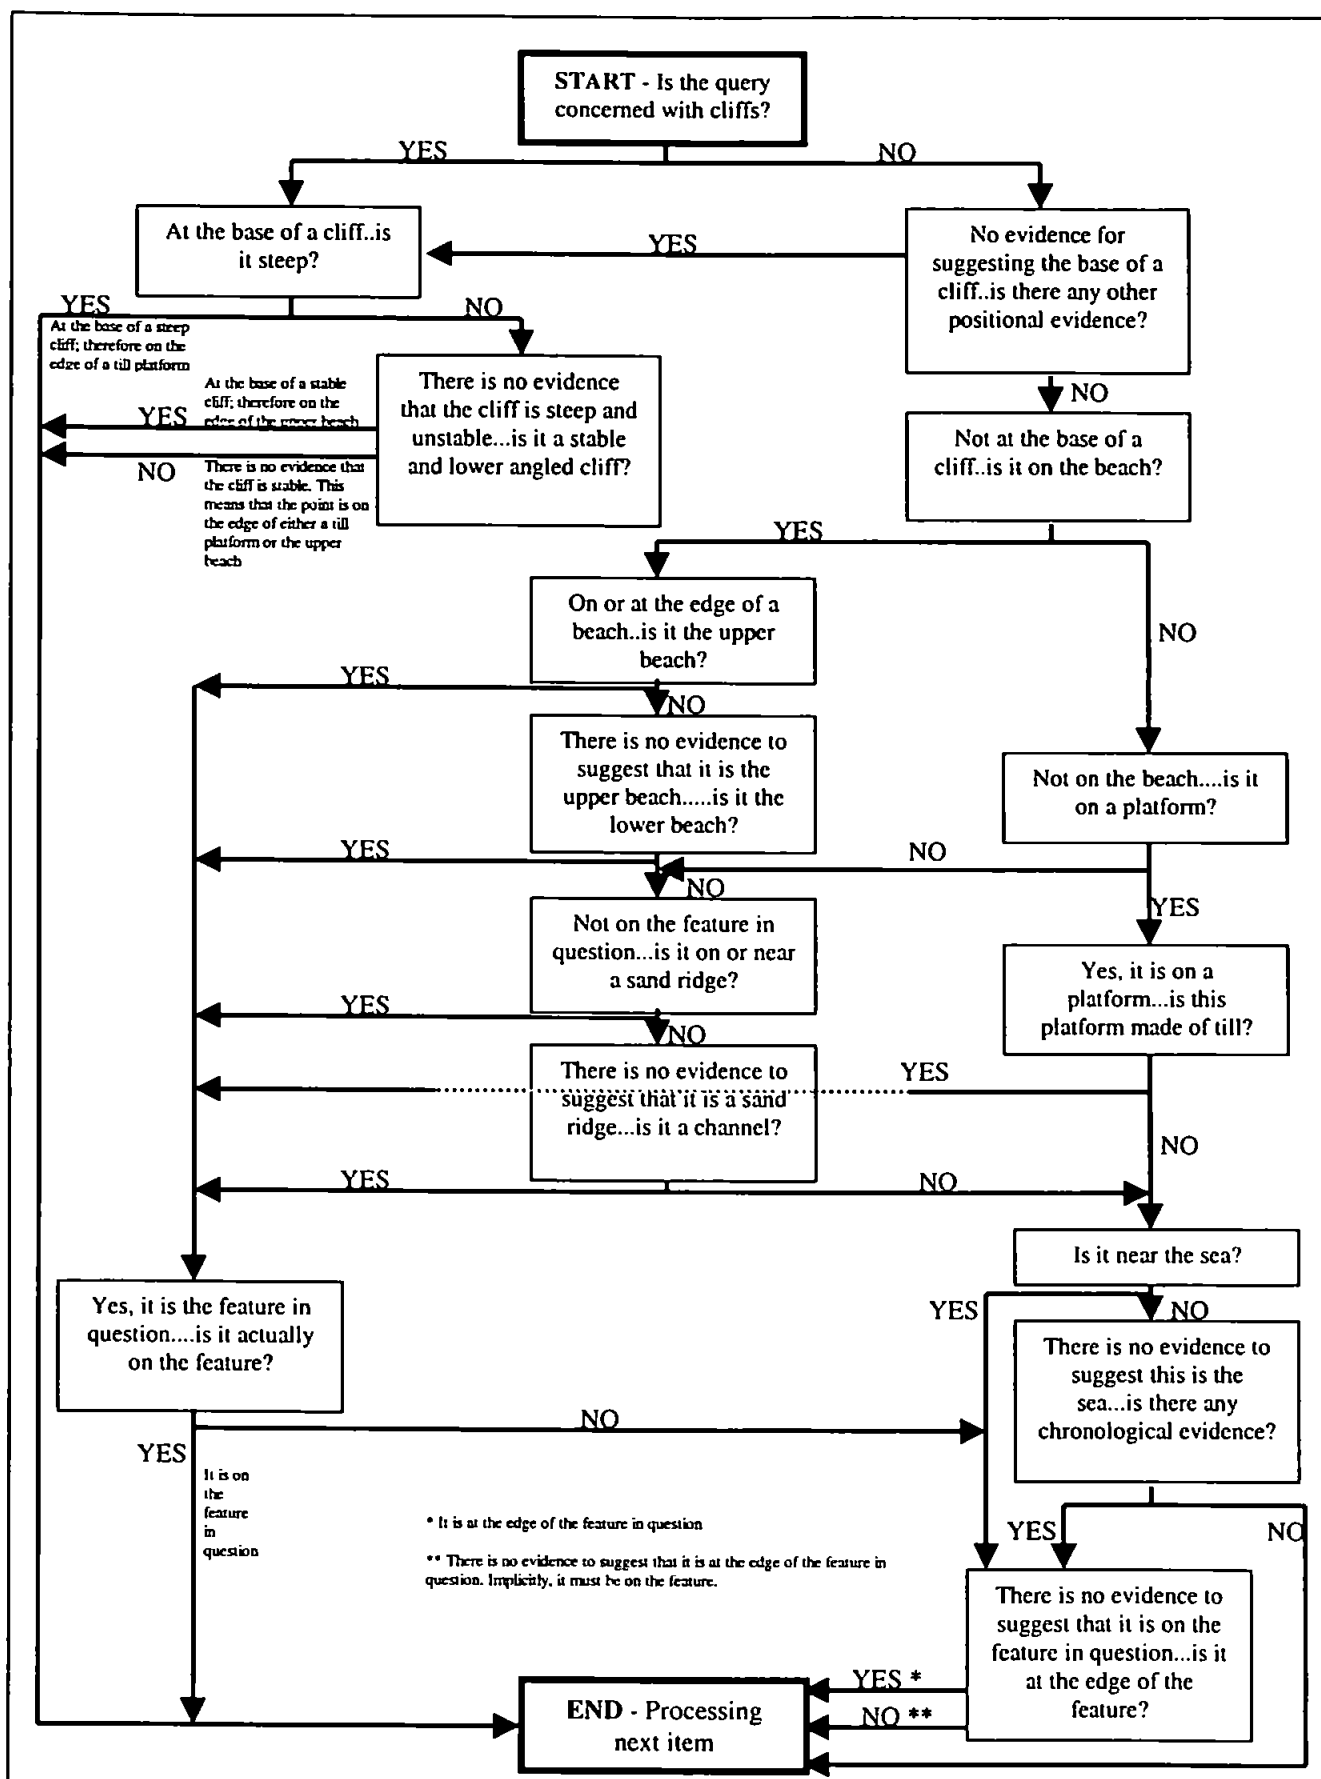 START - Is the query
concerned with cliffs?
YES
NO
At the base of a cliff..is
it steep?
YES
No evidence for
suggesting the base of a
cliff..is there any other
positional evidence?
YES
NO
At the base of a steep
cliff; therefore on the
edge of a till platform
There is no evidence
that the cliff is steep and
unstable...is it a stable
and lower angled cliff?
At the base of a stable
cliff; therefore on the
edge of the upper beach
YES
NO
There is no evidence that
the cliff is stable. This
means that the point is on
the edge of either a till
platform or the upper
beach
NO
Not at the base of a
cliff..is it on the beach?
YES
NO
On or at the edge of a
beach..is it the upper
beach?
YES
NO
There is no evidence to
suggest that it is the
upper beach.....is it the
lower beach?
Not on the beach....is it
on a platform?
YES
NO
NO
YES
Not on the feature in
question...is it on or near
a sand ridge?
Yes, it is on a
platform...is this
platform made of till?
YES
NO
There is no evidence to
suggest that it is a sand
ridge...is it a channel?
YES
NO
YES
NO
Is it near the sea?
YES
NO
Yes, it is the feature in
question....is it actually
on the feature?
There is no evidence to
suggest this is the
sea...is there any
chronological evidence?
NO
YES
It is on
the
feature
in
question
* It is at the edge of the feature in question
** There is no evidence to suggest that it is at the edge of the feature in
question. Implicitly, it must be on the feature.
YES
NO
There is no evidence to
suggest that it is on the
feature in question...is it
at the edge of the
feature?
YES *
NO **
END - Processing
next item